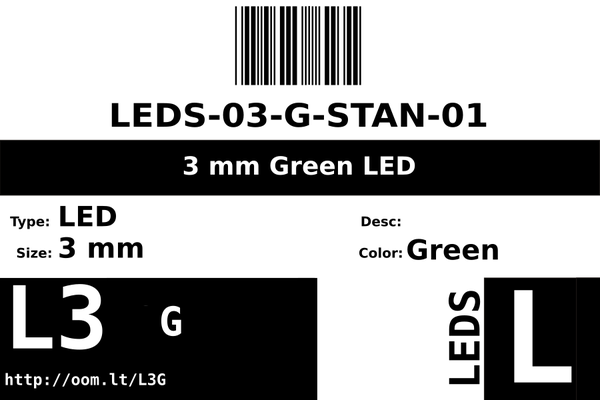 LEDS-03-G-STAN-01
3 mm Green LED
Type: LED
Desc:
Size: 3 mm
Color: Green
L3 G
http://oom.lt/L3G
LEDS
L